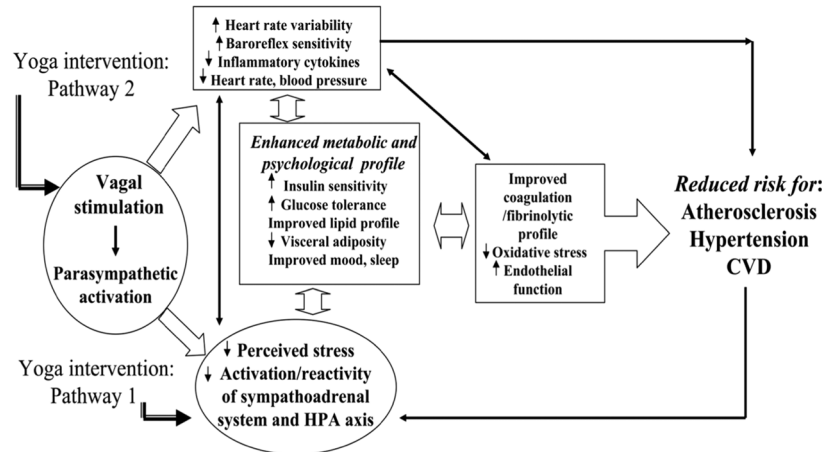 ↑ Heart rate variability
↑ Baroreflex sensitivity
↓ Inflammatory cytokines
↓ Heart rate, blood pressure
Yoga intervention:
Pathway 2
Vagal
stimulation
↓
Parasympathetic
activation
Enhanced metabolic and
psychological profile
↑ Insulin sensitivity
↑ Glucose tolerance
Improved lipid profile
↓ Visceral adiposity
Improved mood, sleep
Improved
coagulation
/fibrinolytic
profile
↓ Oxidative stress
↑ Endothelial
function
Reduced risk for:
Atherosclerosis
Hypertension
CVD
Yoga intervention:
Pathway 1
↓ Perceived stress
↓ Activation/reactivity
of sympathoadrenal
system and HPA axis